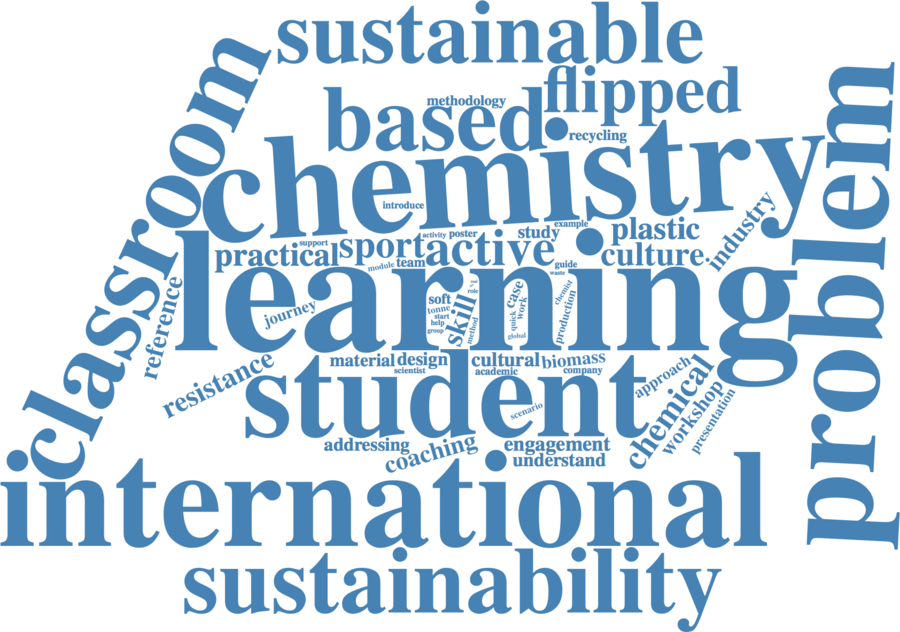 sustainable
classroom
flipped
based
methodology
recycling
problem
chemistry
introduce
example
activity
poster
study
plastic
industry
support
practical
sport
active
culture
module
team
guide
waste
learning
reference
journey
role
soft
tonne
start
help
group
skill
method
case
work
quick
global
chemist
production
resistance
material
design
cultural
biomass
scientist
academic
company
student
scenario
approach
chemical
workshop
presentation
addressing
coaching
engagement
understand
international
sustainability